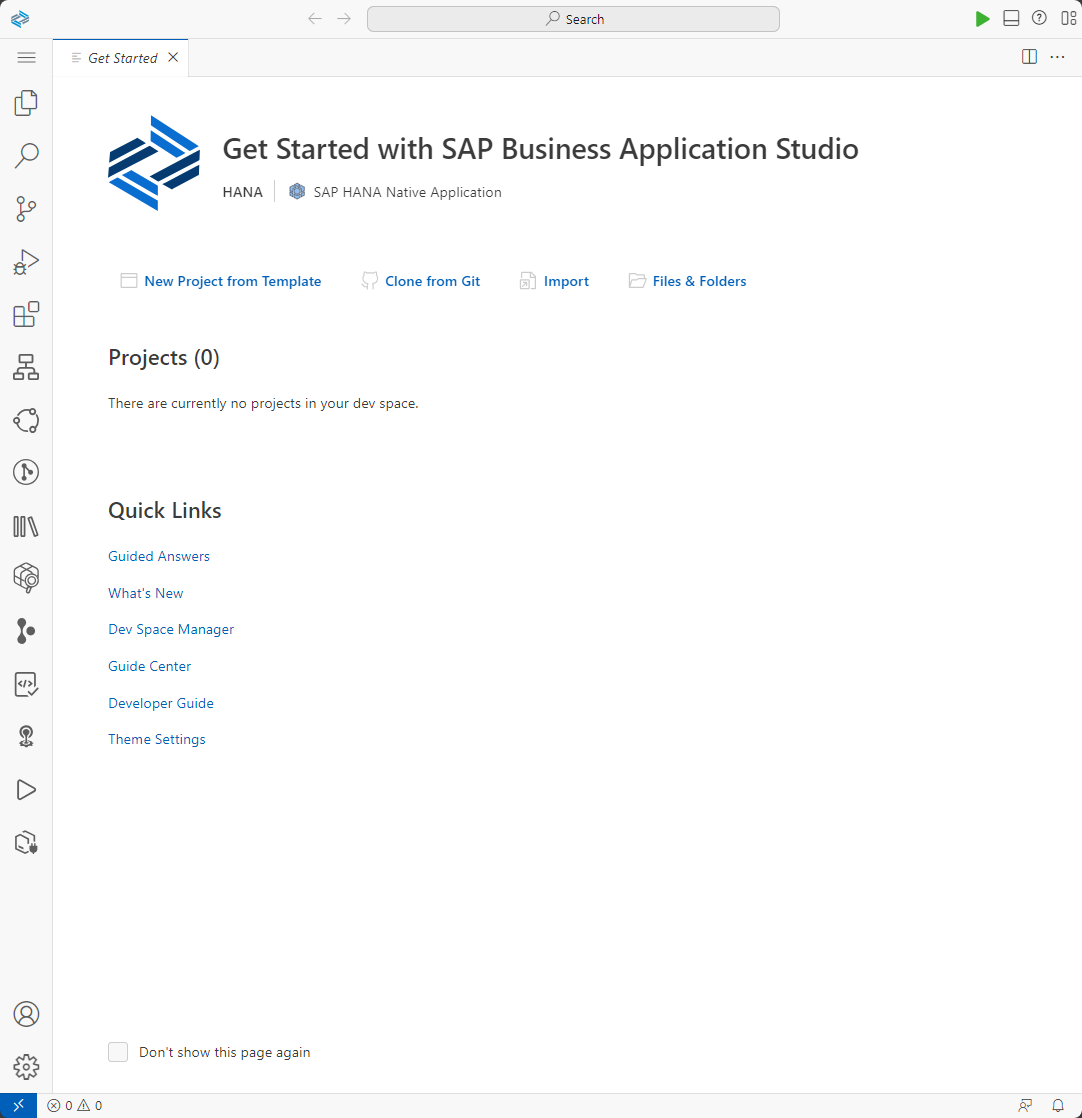 Search
Get Started
Get Started with SAP Business Application Studio
HANA
SAP HANA Native Application
New Project from Template
Clone from Git
Import
Files & Folders
Projects (0)
There are currently no projects in your dev space.
Quick Links
Guided Answers
What's New
Dev Space Manager
Guide Center
Developer Guide
Theme Settings
Don't show this page again
0
0